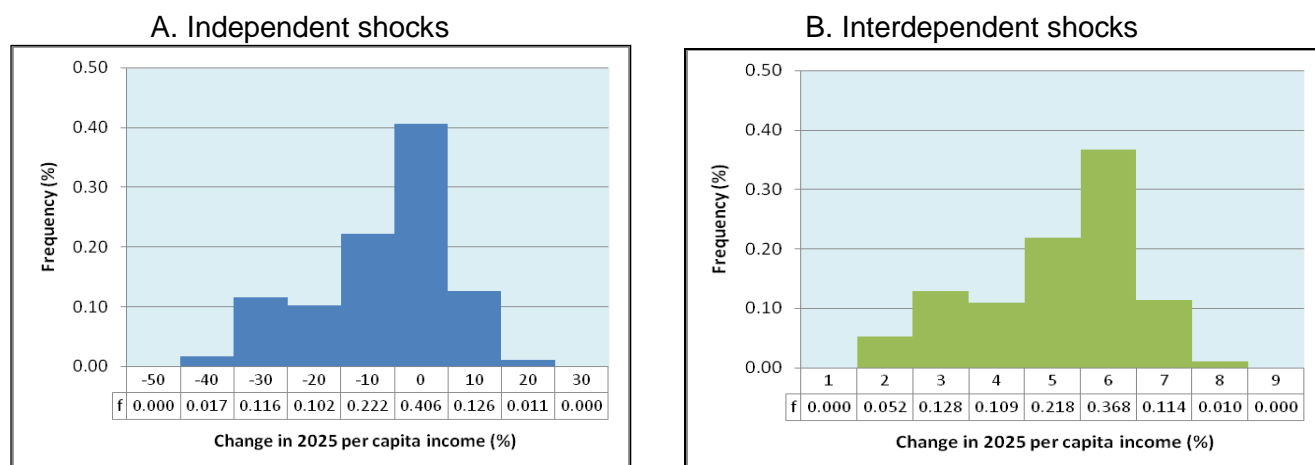 A. Independent shocks
0.50
0.40
0.30
0.20
0.10
0.00
Frequency (%)
-50 -40 -30 -20 -10 0 10 20 30
f 0.000 0.017 0.116 0.102 0.222 0.406 0.126 0.011 0.000
Change in 2025 per capita income (%)
B. Interdependent shocks
0.50
0.40
0.30
0.20
0.10
0.00
Frequency (%)
1 2 3 4 5 6 7 8 9
f 0.000 0.052 0.128 0.109 0.218 0.368 0.114 0.010 0.000
Change in 2025 per capita income (%)